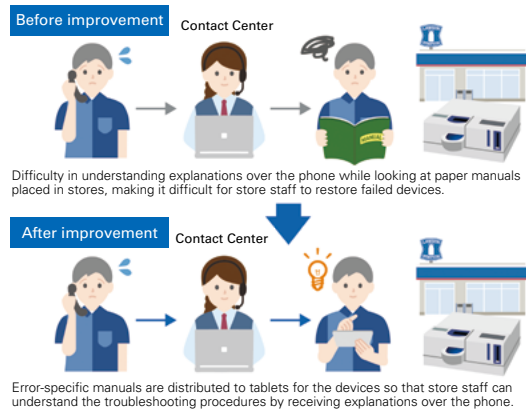 Before improvement
Contact Center
MANUAL
Difficulty in understanding explanations over the phone while looking at paper manuals
placed in stores, making it difficult for store staff to restore failed devices.
After improvement
Contact Center
Error-specific manuals are distributed to tablets for the devices so that store staff can
understand the troubleshooting procedures by receiving explanations over the phone.